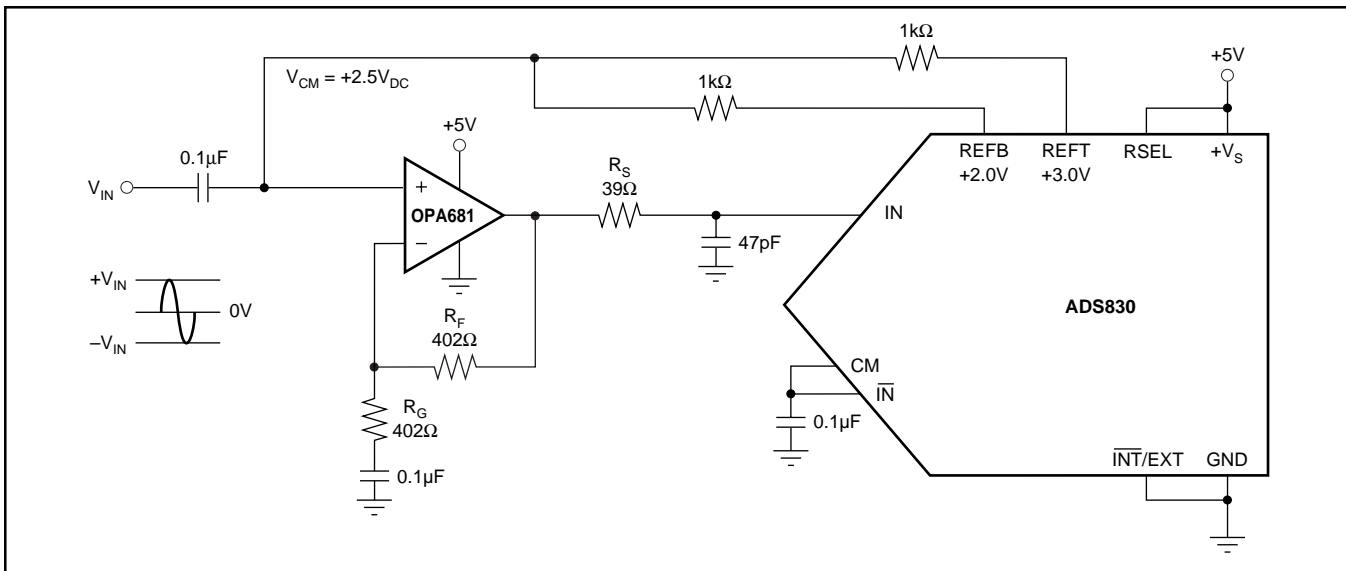 1kΩ
V_CM = +2.5V_DC
1kΩ
+5V
0.1µF
+5V
REFB
+2.0V
REFT
+3.0V
RSEL
+V_S
V_IN
+
OPA681
–
R_S
39Ω
IN
47pF
+V_IN
0V
–V_IN
R_F
402Ω
ADS830
CM
I̅N̅
0.1µF
R_G
402Ω
0.1µF
I̅N̅T̅/EXT
GND